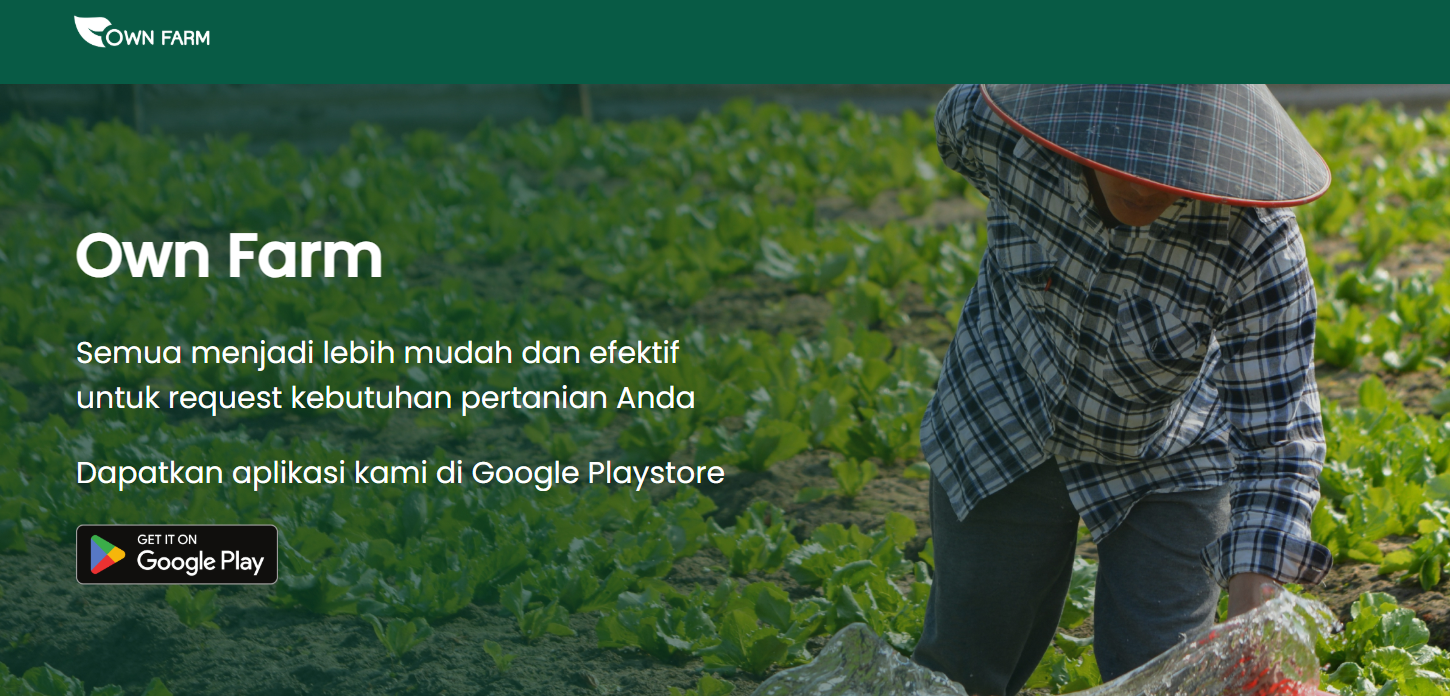 OWN FARM
Own Farm
Semua menjadi lebih mudah dan efektif
untuk request kebutuhan pertanian Anda
Dapatkan aplikasi kami di Google Playstore
GET IT ON
Google Play